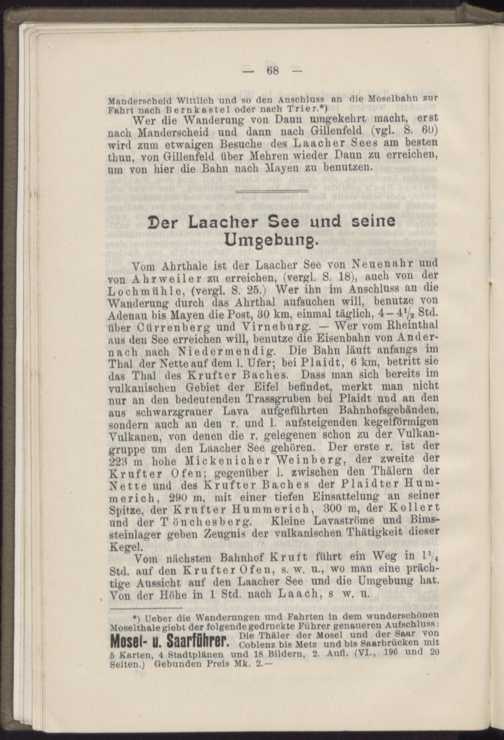 — 68 —
Manderscheid Wittlich und so den Anschluss an die Moselbahn zur
Fahrt nach Bernkastel oder nach Trier.*)
Wer die Wanderung von Daun umgekehrt macht, erst
nach Manderscheid und dann nach Gillenfeld (vgl. S. 60)
wird zum etwaigen Besuche des Laacher Sees am besten
thun, von Gillenfeld über Mehren wieder Daun zu erreichen,
um von hier die Bahn nach Mayen zu benutzen.
Der Laacher See und seine
Umgebung.
Vom Ahrthale ist der Laacher See von Neuenahr und
von Ahrweiler zu erreichen, (vergl. S. 18), auch von der
Lochmühle, (vergl. S. 25.) Wer ihn im Anschluss an die
Wanderung durch das Ahrthal aufsuchen will, benutze von
Adenau bis Mayen die Post, 30 km, einmal täglich, 4–4½ Std.
über Cürrenberg und Virneburg. — Wer vom Rheinthal
aus den See erreichen will, benutze die Eisenbahn von Ander-
nach nach Niedermendig. Die Bahn läuft anfangs im
Thal der Nette auf dem l. Ufer; bei Plaidt, 6 km, betritt sie
das Thal des Krufter Baches. Dass man sich bereits im
vulkanischen Gebiet der Eifel befindet, merkt man nicht
nur an den bedeutenden Trassgruben bei Plaidt und an den
aus schwarzgrauer Lava aufgeführten Bahnhofsgebänden,
sondern auch an den r. und l. aufsteigenden kegelförmigen
Vulkanen, von denen die r. gelegenen schon zu der Vulkan-
gruppe um den Laacher See gehören. Der erste r. ist der
223 m hohe Mickenicher Weinberg, der zweite der
Krufter Ofen; gegenüber l. zwischen den Thälern der
Nette und des Krufter Baches der Plaidter Hum-
merich, 290 m, mit einer tiefen Einsattelung an seiner
Spitze, der Krufter Hummerich, 300 m, der Kollert
und der Tönchesberg. Kleine Lavaströme und Bims-
steinlager geben Zeugnis der vulkanischen Thätigkeit dieser
Kegel.
Vom nächsten Bahnhof Kruft führt ein Weg in 1¼
Std. auf den Krufter Ofen, s. w. u., wo man eine präch-
tige Aussicht auf den Laacher See und die Umgebung hat.
Von der Höhe in 1 Std. nach Laach, s w. u.
*) Ueber die Wanderungen und Fahrten in dem wunderschönen
Moselthale giebt der folgende gedruckte Führer genaueren Aufschluss:
Mosel- u. Saarführer. Die Thäler der Mosel und der Saar von
Coblenz bis Metz und bis Saarbrücken mit
5 Karten, 4 Stadtplänen und 18 Bildern, 2. Aufl. (VI., 196 und 20
Seiten.) Gebunden Preis Mk. 2.—